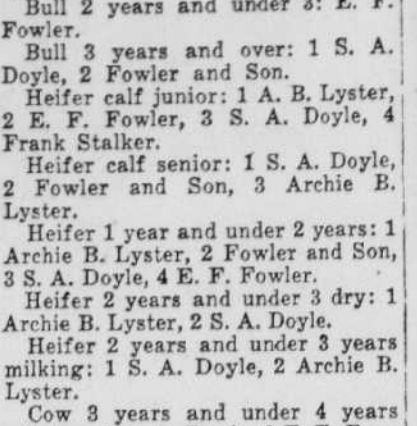 Bull 2 years and under 3: E. F.
Fowler.
Bull 3 years and over: 1 S. A.
Doyle, 2 Fowler and Son.
Heifer calf junior: 1 A. B. Lyster,
2 E. F. Fowler, 3 S. A. Doyle, 4
Frank Stalker.
Heifer calf senior: 1 S. A. Doyle,
2 Fowler and Son, 3 Archie B.
Lyster.
Heifer 1 year and under 2 years: 1
Archie B. Lyster, 2 Fowler and Son,
3 S. A. Doyle, 4 E. F. Fowler.
Heifer 2 years and under 3 dry: 1
Archie B. Lyster, 2 S. A. Doyle.
Heifer 2 years and under 3 years
milking: 1 S. A. Doyle, 2 Archie B.
Lyster.
Cow 3 years and under 4 years